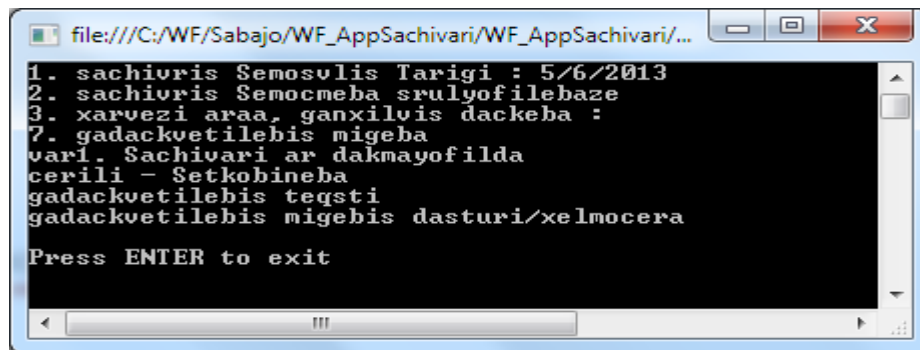 file:///C:/WF/Sabajo/WF_AppSachivari/WF_AppSachivari/...
1. sachivris Semosvlis Tarigi : 5/6/2013
2. sachivris Semocmeba srulyofilebaze
3. xarvezi araa, ganxilvis dackeba :
7. gadackvetilebis migeba
var1. Sachivari ar dakmayofilda
cerili - Setkobineba
gadackvetilebis teqsti
gadackvetilebis migebis dasturi/xelmocera
Press ENTER to exit